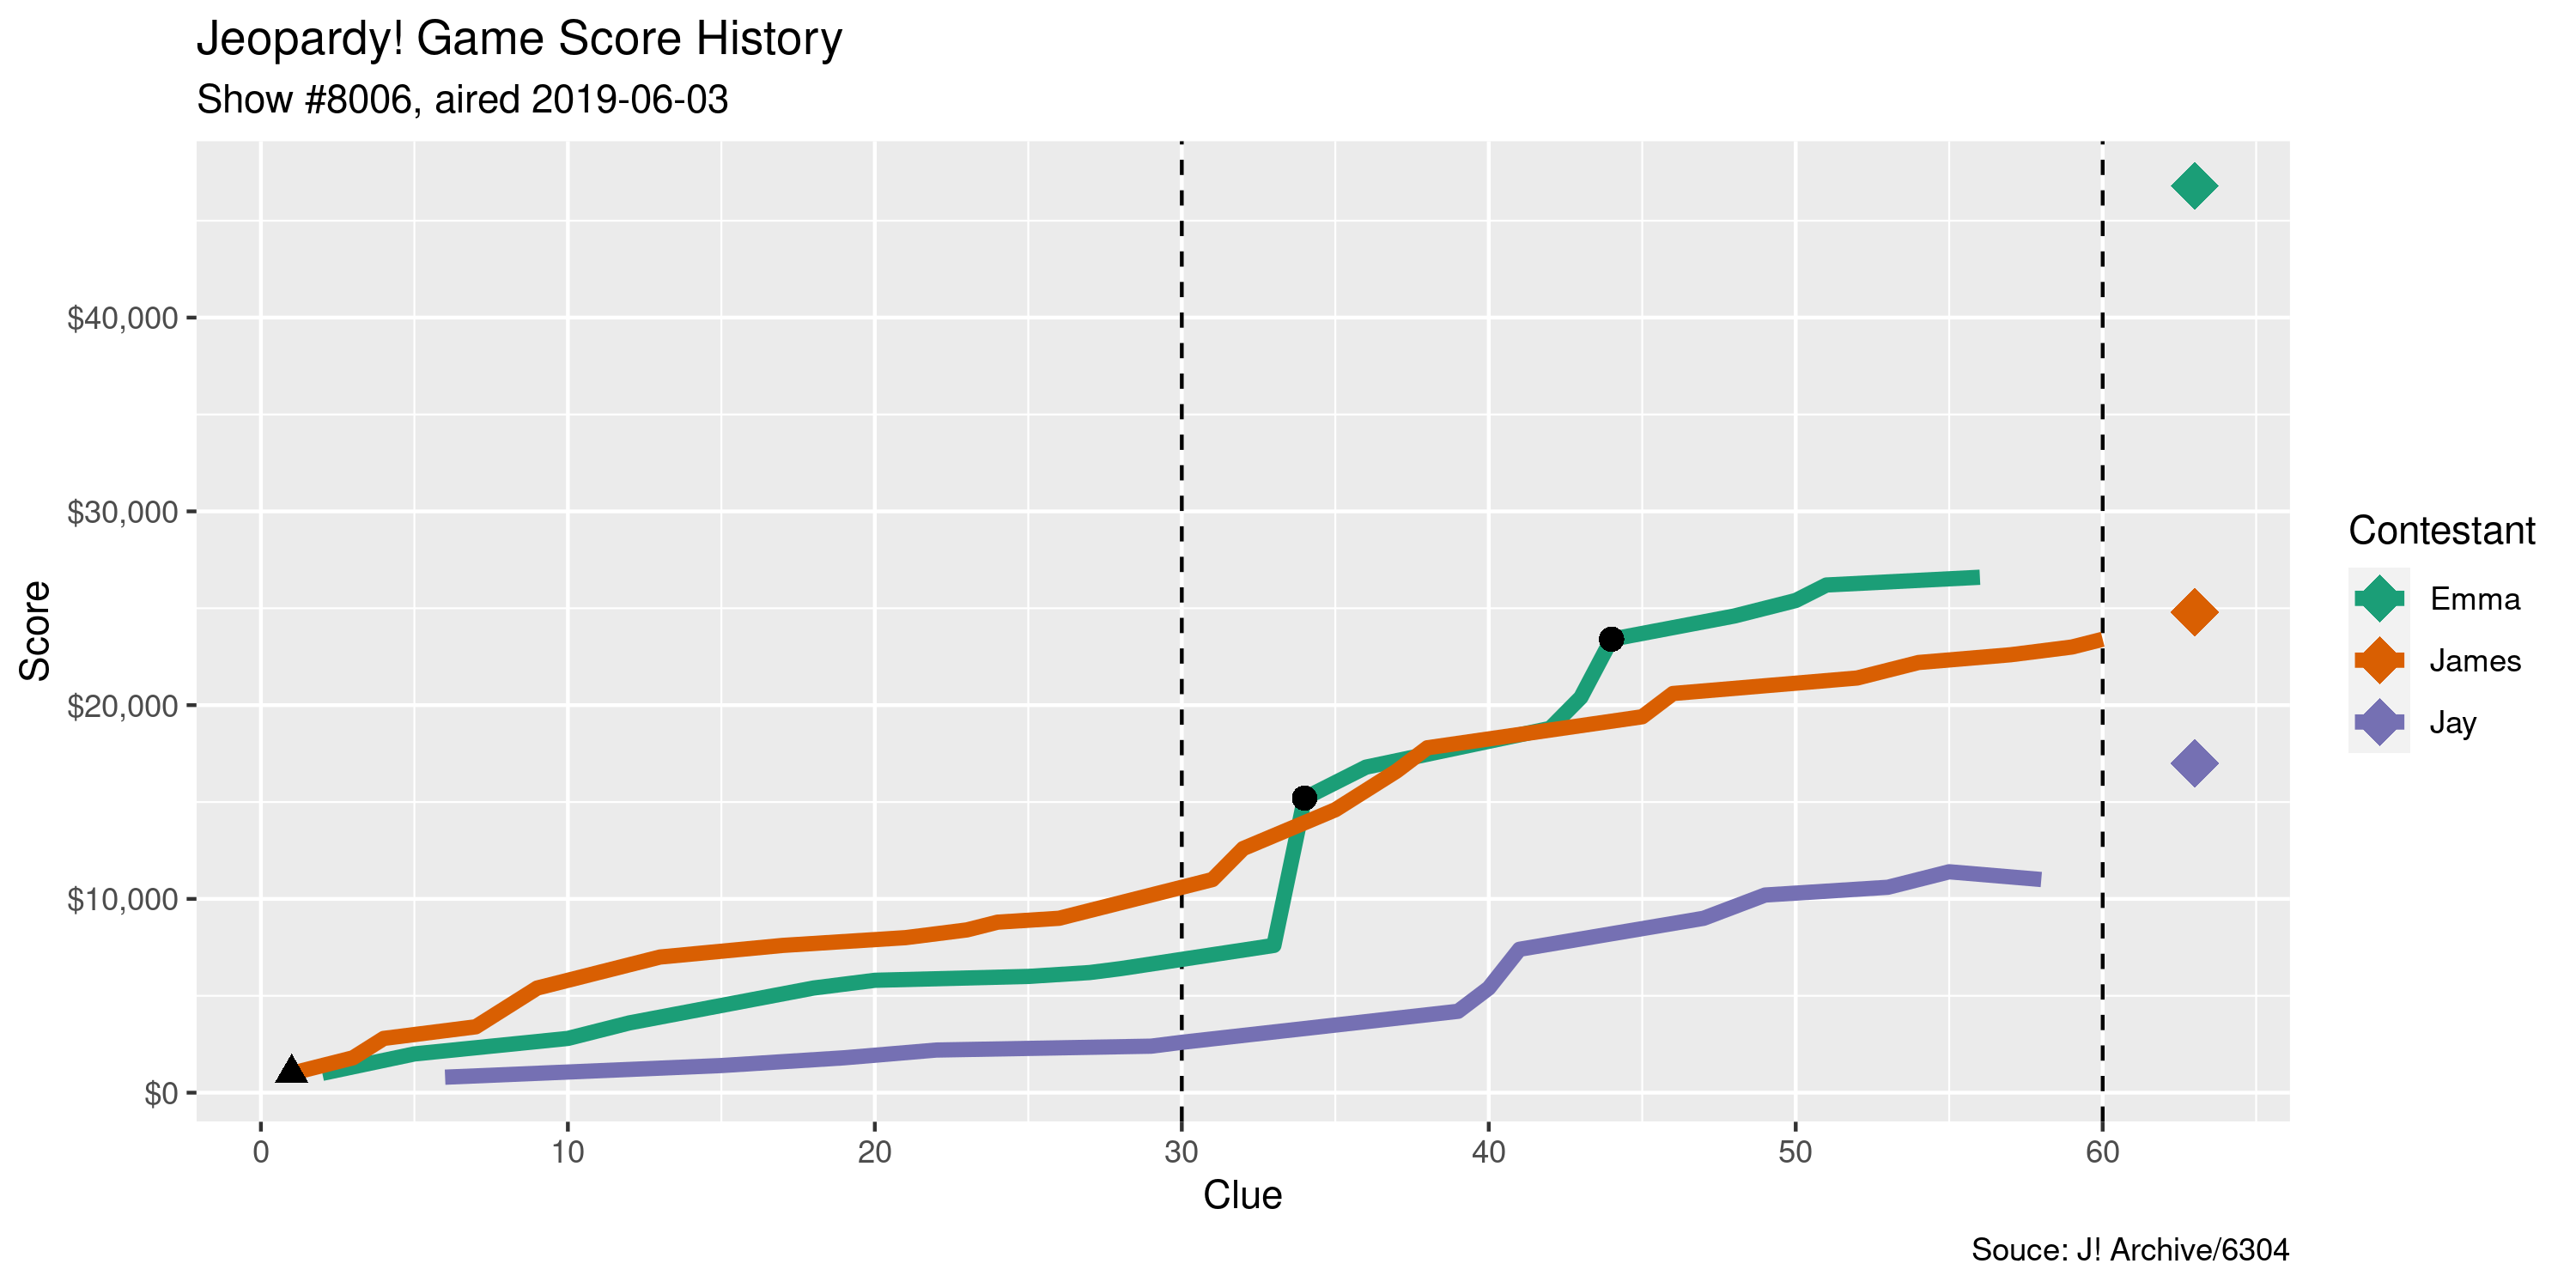 Jeopardy! Game Score History
Show #8006, aired 2019-06-03
Score
$40,000
$30,000
$20,000
$10,000
$0
0 10 20 30 40 50 60
Clue
Contestant
Emma
James
Jay
Souce: J! Archive/6304